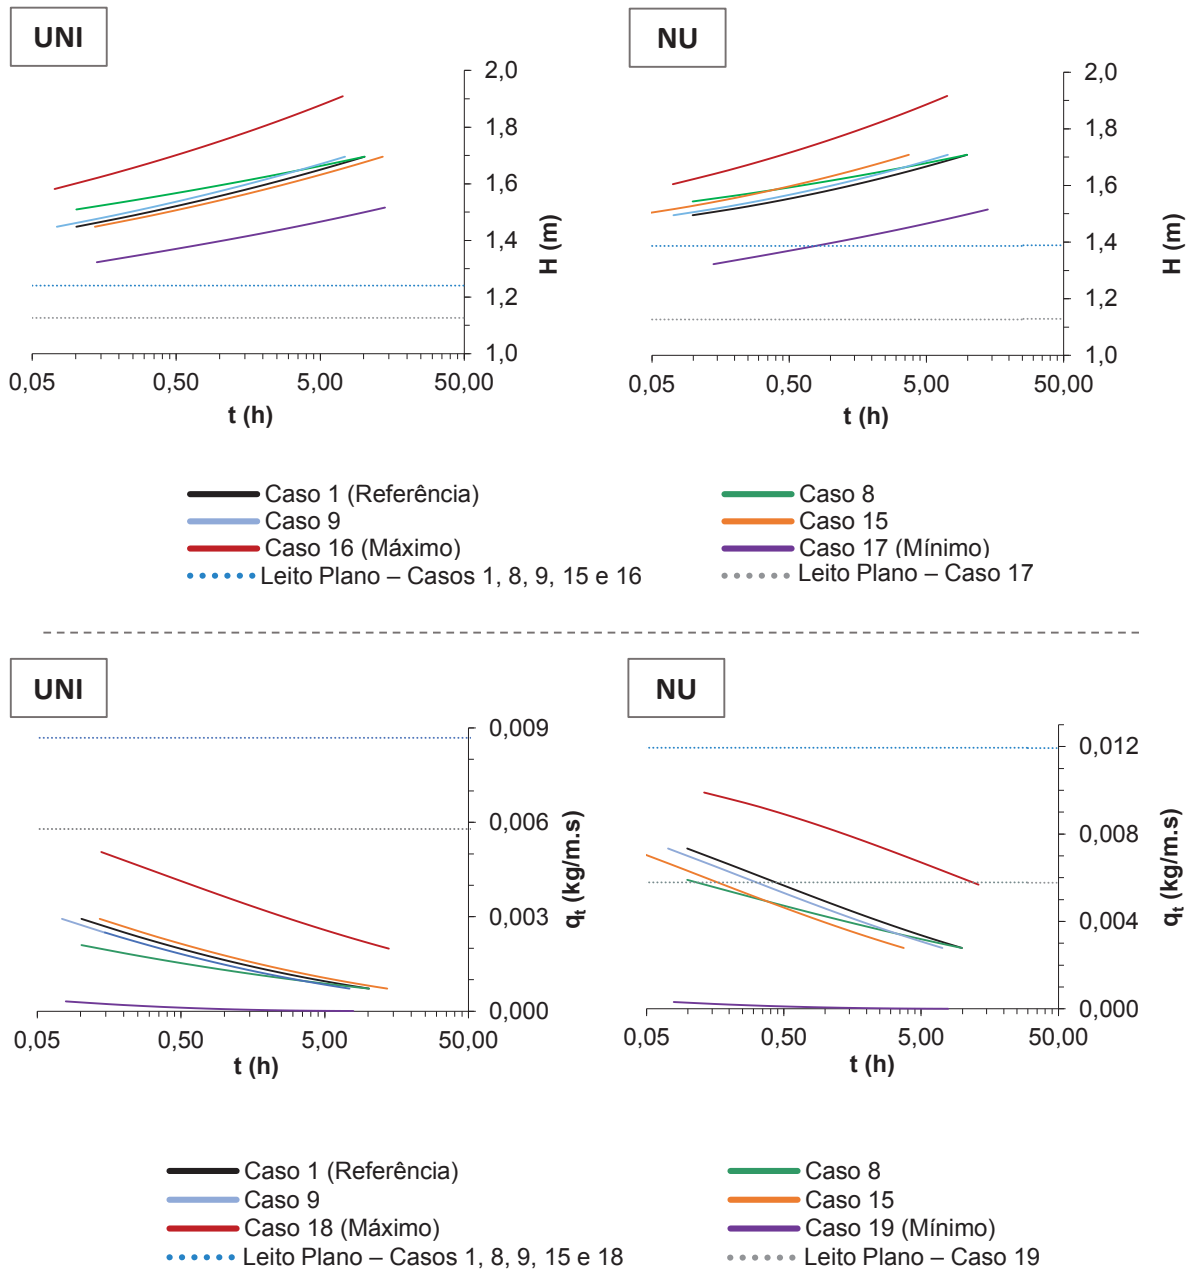 UNI
NU
2,0
1,8
1,6
1,4
1,2
1,0
H (m)
0,05
0,50
5,00
50,00
t (h)
2,0
1,8
1,6
1,4
1,2
1,0
H (m)
0,05
0,50
5,00
50,00
t (h)
Caso 1 (Referência)
Caso 8
Caso 9
Caso 15
Caso 16 (Máximo)
Caso 17 (Mínimo)
Leito Plano – Casos 1, 8, 9, 15 e 16
Leito Plano – Caso 17
UNI
NU
0,009
0,006
0,003
0,000
qt (kg/m.s)
0,05
0,50
5,00
50,00
t (h)
0,012
0,008
0,004
0,000
qt (kg/m.s)
0,05
0,50
5,00
50,00
t (h)
Caso 1 (Referência)
Caso 8
Caso 9
Caso 15
Caso 18 (Máximo)
Caso 19 (Mínimo)
Leito Plano – Casos 1, 8, 9, 15 e 18
Leito Plano – Caso 19